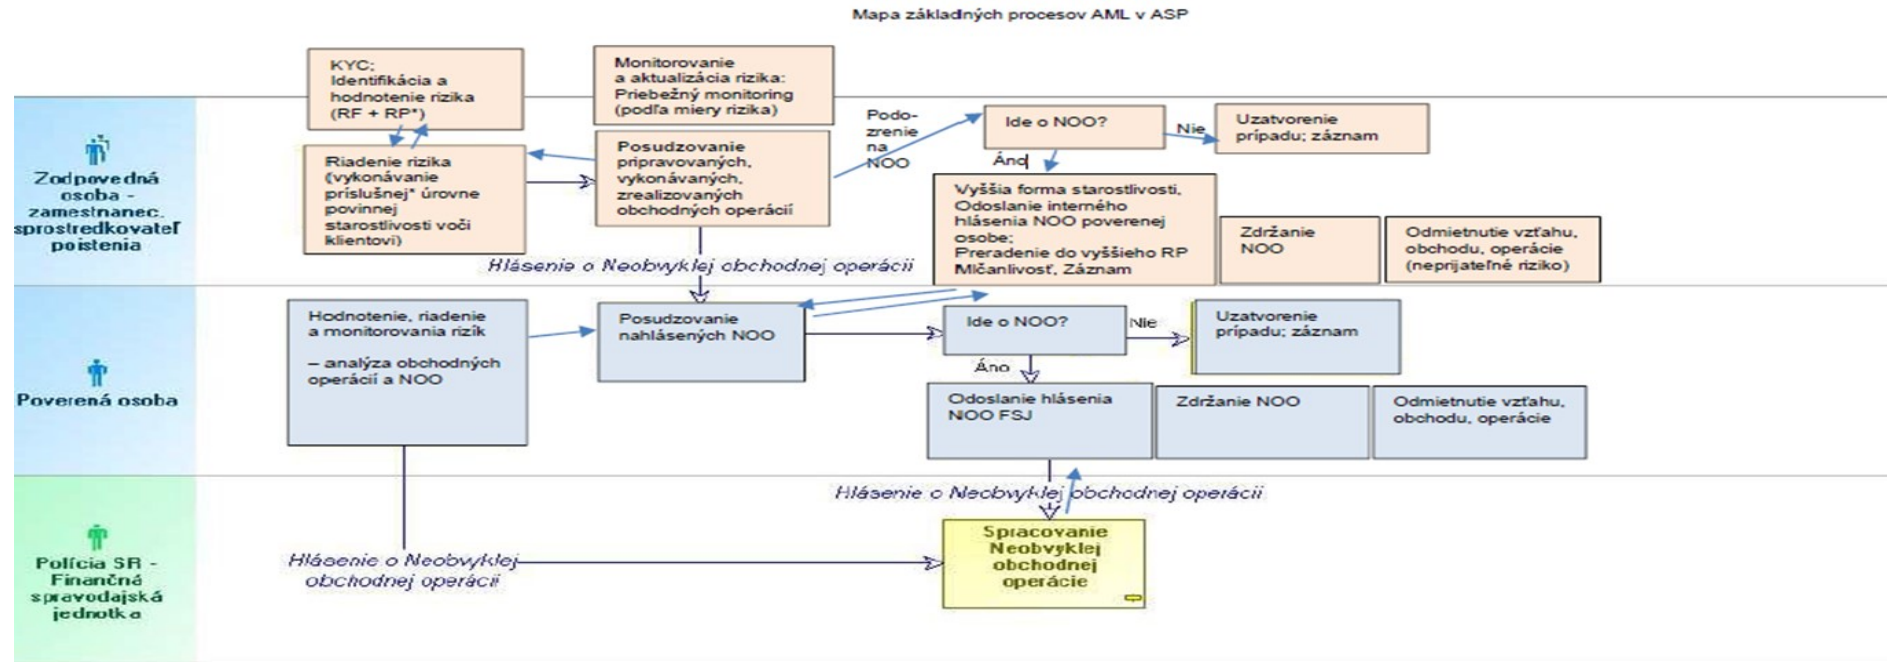 Mapa základných procesov AML v ASP
KYC;
Identifikácia a
hodnotenie rizika
(RF + RP*)
Monitorovanie
a aktualizácia rizika:
Priebežný monitoring
(podľa miery rizika)
Zodpovedná
osoba -
zamestnanec.
sprostredkovateľ
poistenia
Riadenie rizika
(vykonávanie
príslušnej* úrovne
povinnej
starostlivosti voči
klientovi)
Posudzovanie
pripravovaných,
vykonávaných,
zrealizovaných
obchodných operácií
Podo-
zrenie
na
NOO
Ide o NOO?
Nie
Uzatvorenie
prípadu; záznam
Áno
Vyššia forma starostlivosti,
Odoslanie interného
hlásenia NOO poverenej
osobe;
Preradenie do vyššieho RP
Mlčanlivosť, Záznam
Zdržanie
NOO
Odmietnutie vzťahu,
obchodu, operácie
(neprijateľné riziko)
Hlásenie o Neobvyklej obchodnej operácii
Poverená osoba
Hodnotenie, riadenie
a monitorovania rizík
– analýza obchodných
operácií a NOO
Posudzovanie
nahlásených NOO
Ide o NOO?
Nie
Uzatvorenie
prípadu; záznam
Áno
Odoslanie hlásenia
NOO FSJ
Zdržanie NOO
Odmietnutie vzťahu,
obchodu, operácie
Hlásenie o Neobvyklej obchodnej operácii
Polícia SR -
Finančná
spravodajská
jednotka
Hlásenie o Neobvyklej
obchodnej operácii
Spracovanie
Neobvyklej
obchodnej
operácie